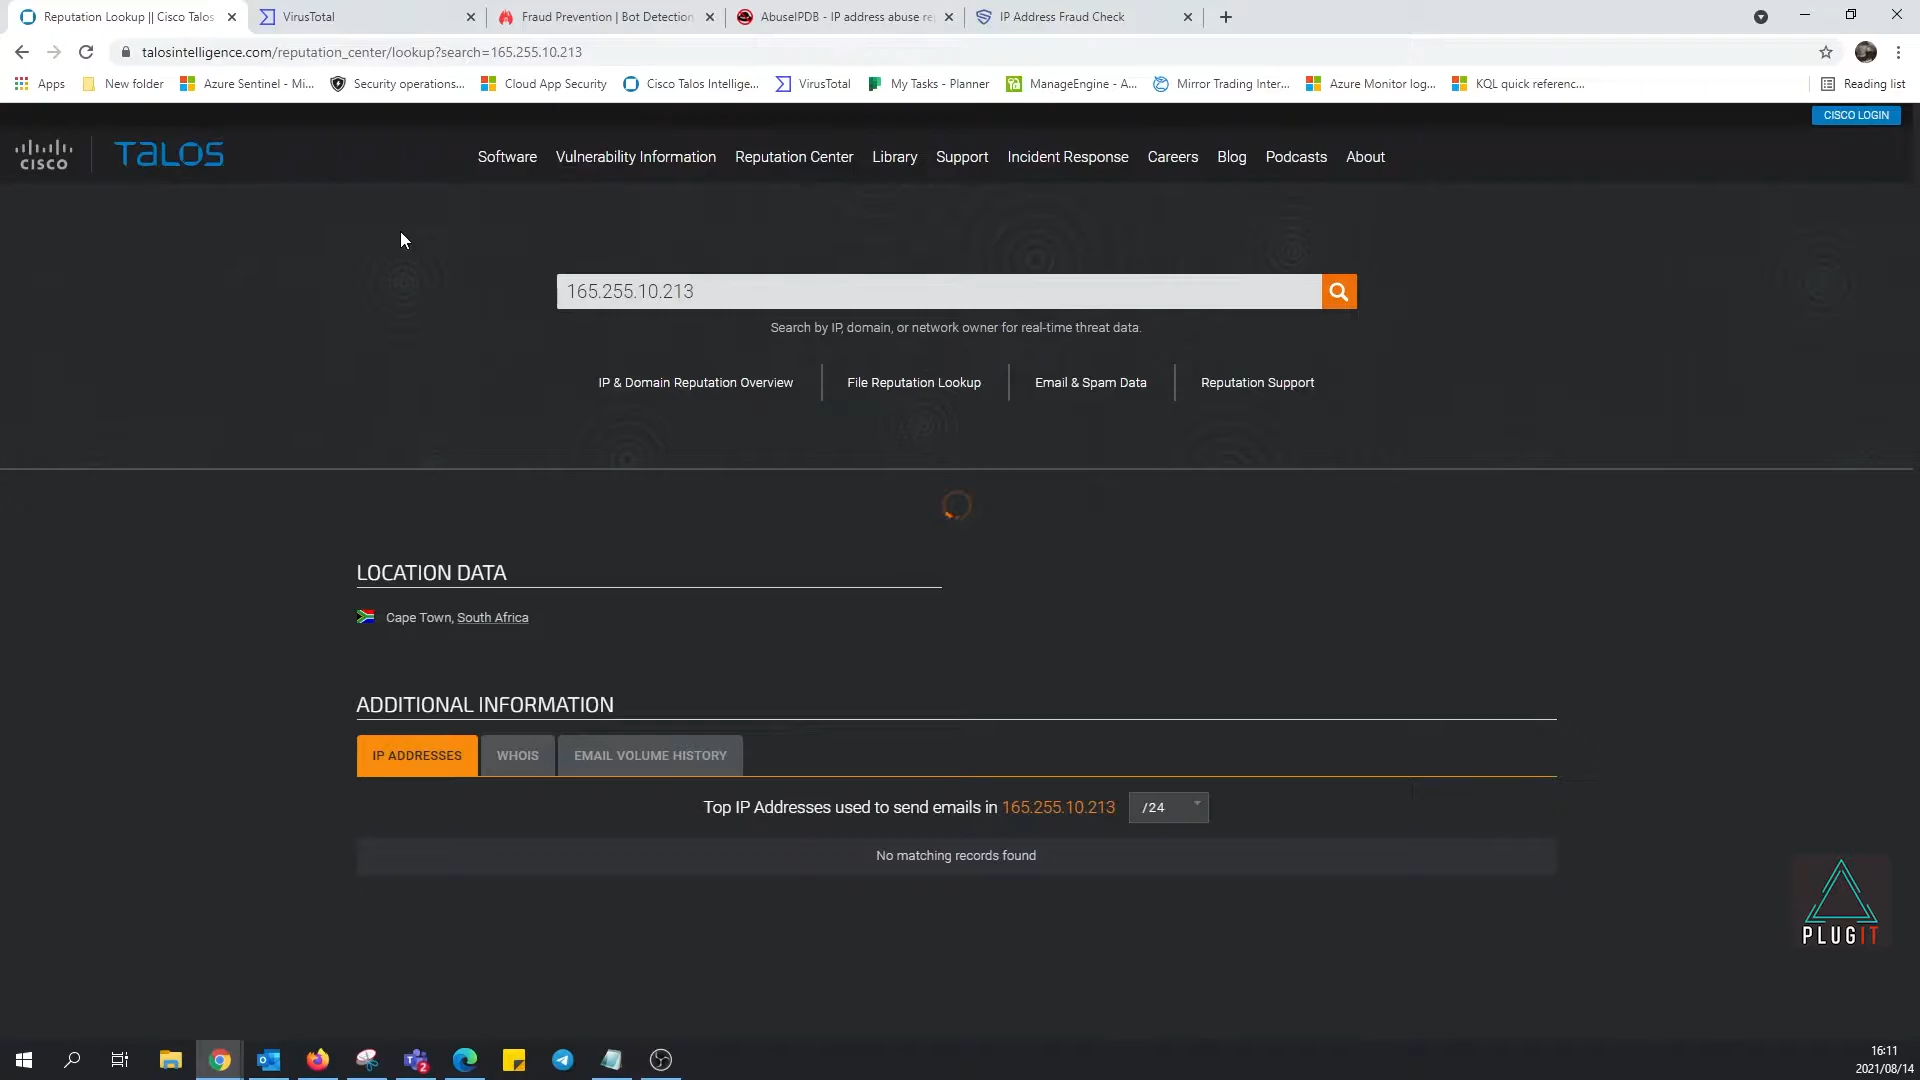 Reputation Lookup || Cisco Talos
VirusTotal
Fraud Prevention | Bot Detection
AbuseIPDB - IP address abuse re
IP Address Fraud Check
talosintelligence.com/reputation_center/lookup?search=165.255.10.213
Apps
New folder
Azure Sentinel - Mi...
Security operations...
Cloud App Security
Cisco Talos Intellige...
VirusTotal
My Tasks - Planner
ManageEngine - A...
Mirror Trading Inter...
Azure Monitor log...
KQL quick referenc...
Reading list
CISCO LOGIN
CISCO
TALOS
Software
Vulnerability Information
Reputation Center
Library
Support
Incident Response
Careers
Blog
Podcasts
About
165.255.10.213
Search by IP, domain, or network owner for real-time threat data.
IP & Domain Reputation Overview
File Reputation Lookup
Email & Spam Data
Reputation Support
LOCATION DATA
Cape Town, South Africa
ADDITIONAL INFORMATION
IP ADDRESSES
WHOIS
EMAIL VOLUME HISTORY
Top IP Addresses used to send emails in 165.255.10.213 /24
No matching records found
PLUGIT
2
16:11
2021/08/14